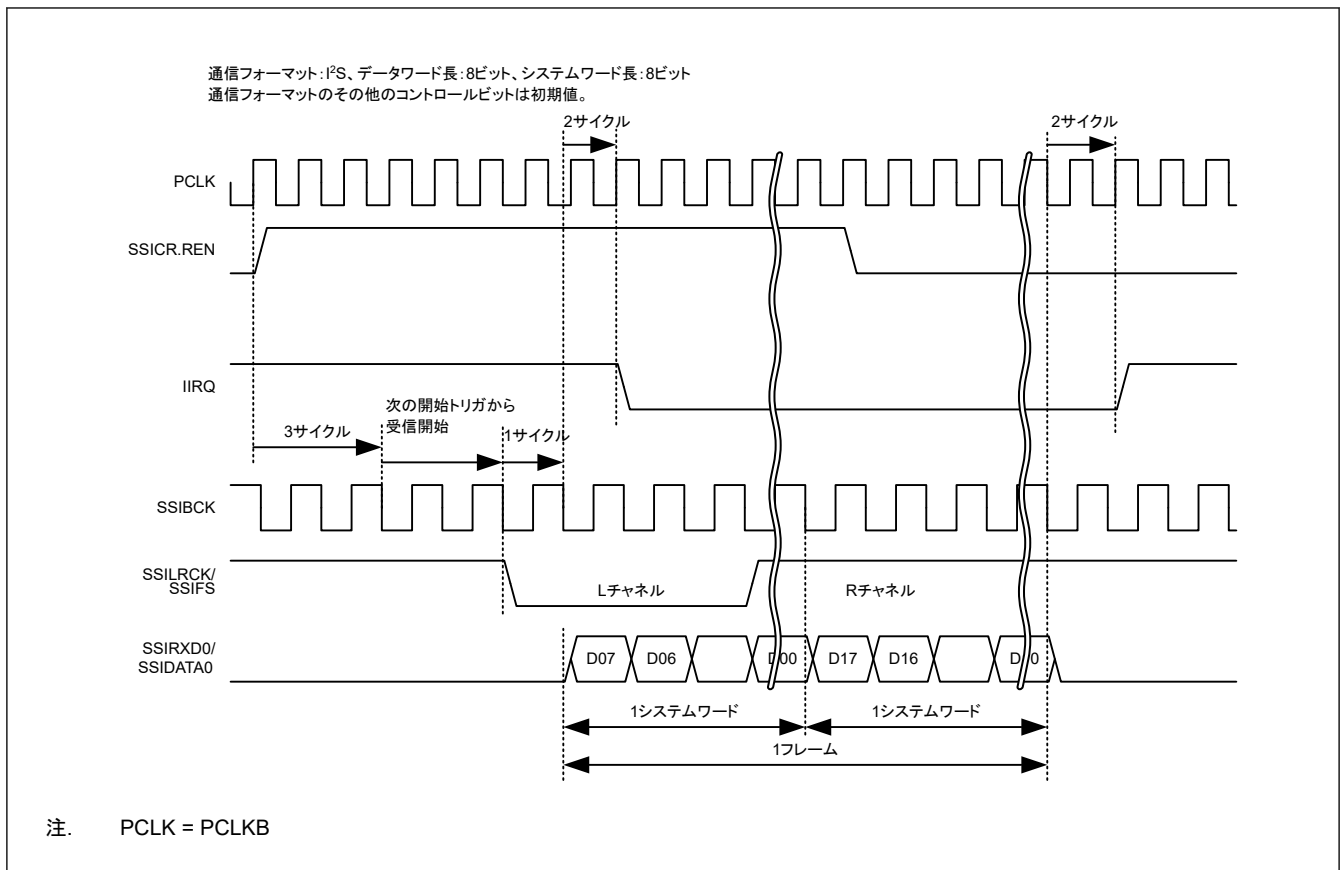 通信フォーマット:I²S、データワード長:8ビット、システムワード長:8ビット
通信フォーマットのその他のコントロールビットは初期値。
2サイクル
2サイクル
PCLK
SSICR.REN
IIRQ
次の開始トリガから
受信開始
3サイクル
1サイクル
SSIBCK
SSILRCK/
SSIFS
Lチャネル
Rチャネル
SSIRXD0/
SSIDATA0
D07 D06 D00 D17 D16
1システムワード
1システムワード
1フレーム
注. PCLK = PCLKB